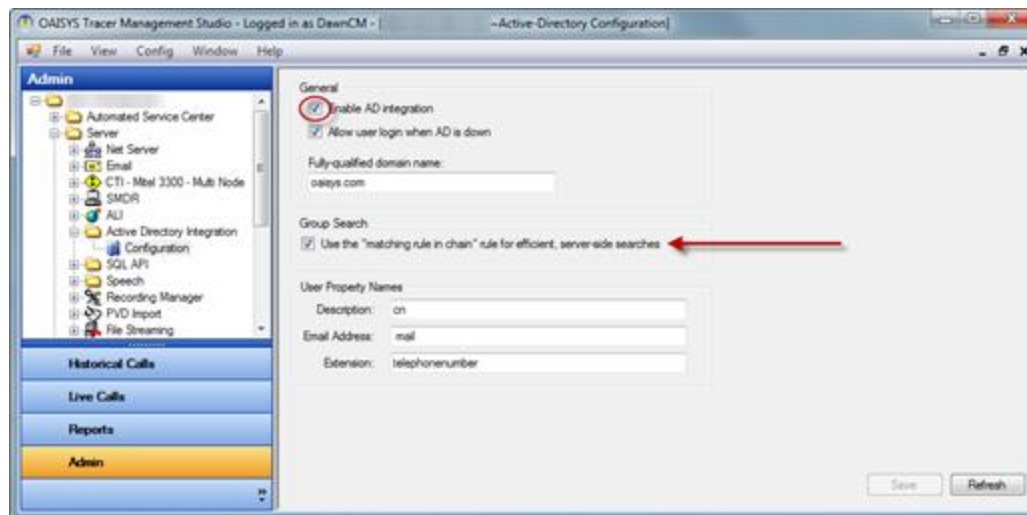 OAISYS Tracer Management Studio - Logged in as DawnCM - [ ~Active-Directory Configuration]
File View Config Window Help
Admin
Automated Service Center
Server
Net Server
Email
CTI - Mitel 3300 - Multi Node
SMDR
ALI
Active Directory Integration
Configuration
SQL API
Speech
Recording Manager
PVD Import
File Streaming
Historical Calls
Live Calls
Reports
Admin
General
Enable AD integration
Allow user login when AD is down
Fully-qualified domain name:
oaisys.com
Group Search
Use the "matching rule in chain" rule for efficient, server-side searches
User Property Names
Description: cn
Email Address: mail
Extension: telephonenumber
Save Refresh